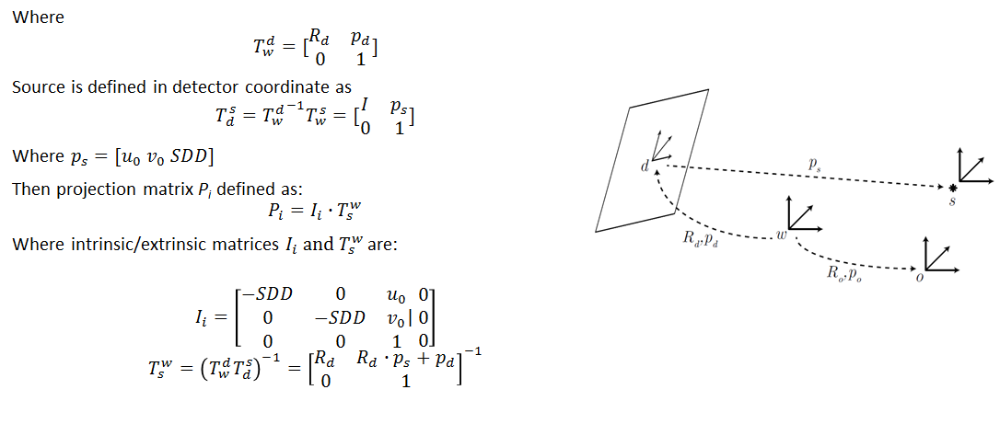 Where
T_w^d = [R_d p_d
0 1]
Source is defined in detector coordinate as
T_d^s = T_w^{d^{-1}} T_w^s = [I p_s
0 1]
Where p_s = [u_0 v_0 SDD]
Then projection matrix P_i defined as:
P_i = I_i · T_s^w
Where intrinsic/extrinsic matrices I_i and T_s^w are:
I_i = [−SDD 0 u_0 0
0 −SDD v_0 | 0
0 0 1 0]
T_s^w = (T_w^d T_d^s)^{−1} = [R_d R_d · p_s + p_d
0 1]^{−1}
d
p_s
s
w
R_d,p_d
R_o,p_o
o